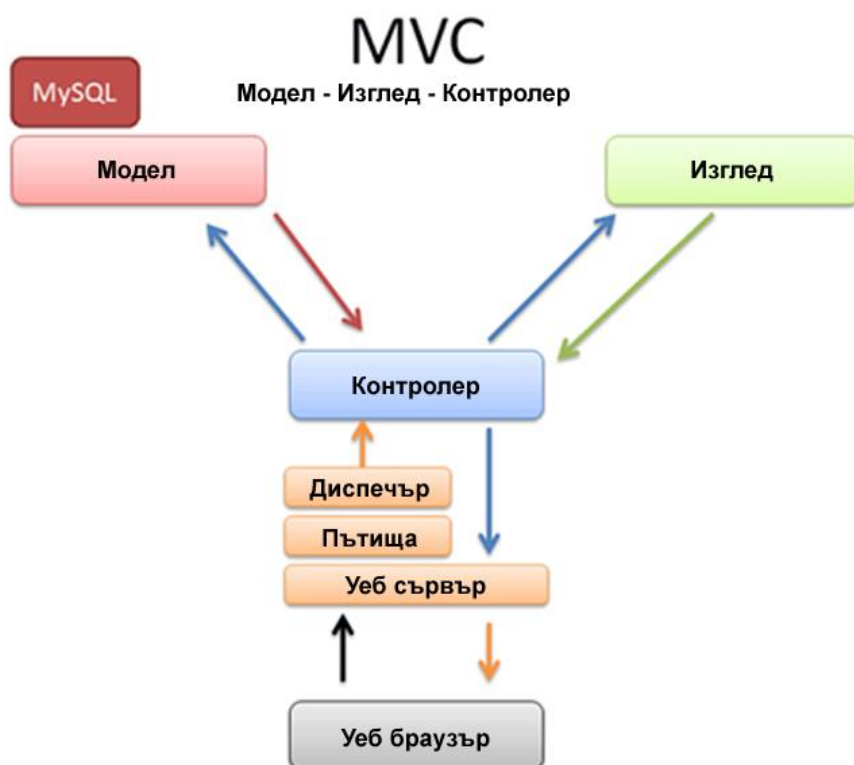 MVC
Модел - Изглед - Контролер
MySQL
Модел
Изглед
Контролер
Диспечър
Пътища
Уеб сървър
Уеб браузър